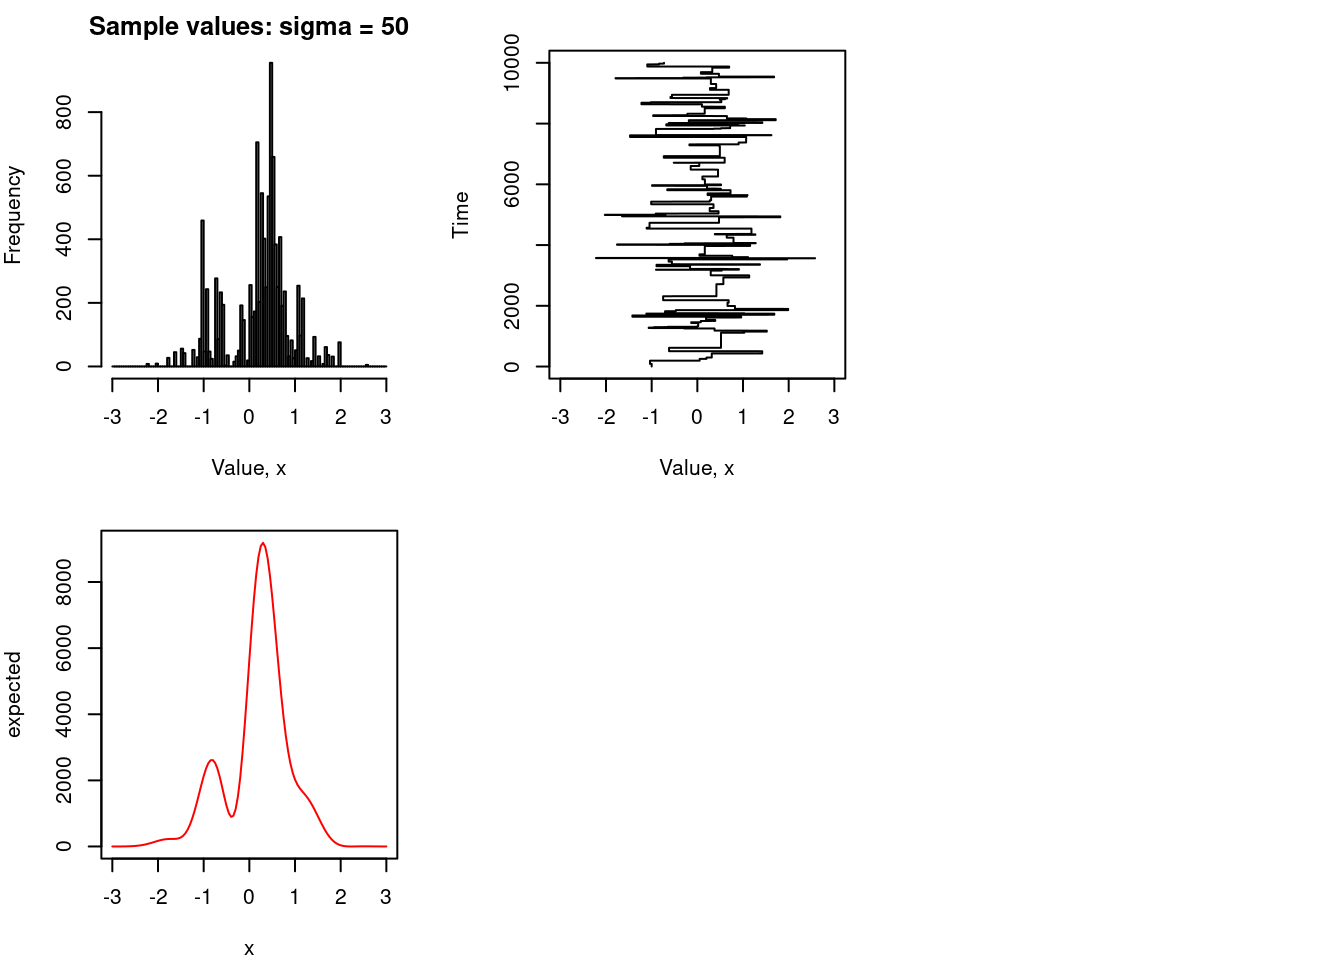 Sample values: sigma = 50
Frequency
0 200 400 600 800
-3 -2 -1 0 1 2 3
Value, x
Time
0 2000 6000 10000
-3 -2 -1 0 1 2 3
Value, x
expected
0 2000 4000 6000 8000
-3 -2 -1 0 1 2 3
x